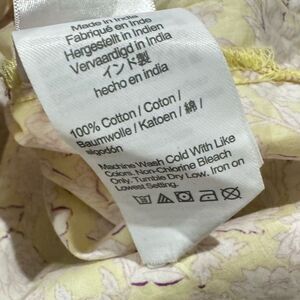 Made in India
Fabriqué en Inde
Hergestellt in Indien
Vervaardigd in India
インド製
hecho en india
100% Cotton / Coton /
Baumwolle / Katoen / 綿 /
algodón
Machine Wash Cold With Like
Colors. Non-Chlorine Bleach
Only. Tumble Dry Low. Iron on
Lowest Setting.